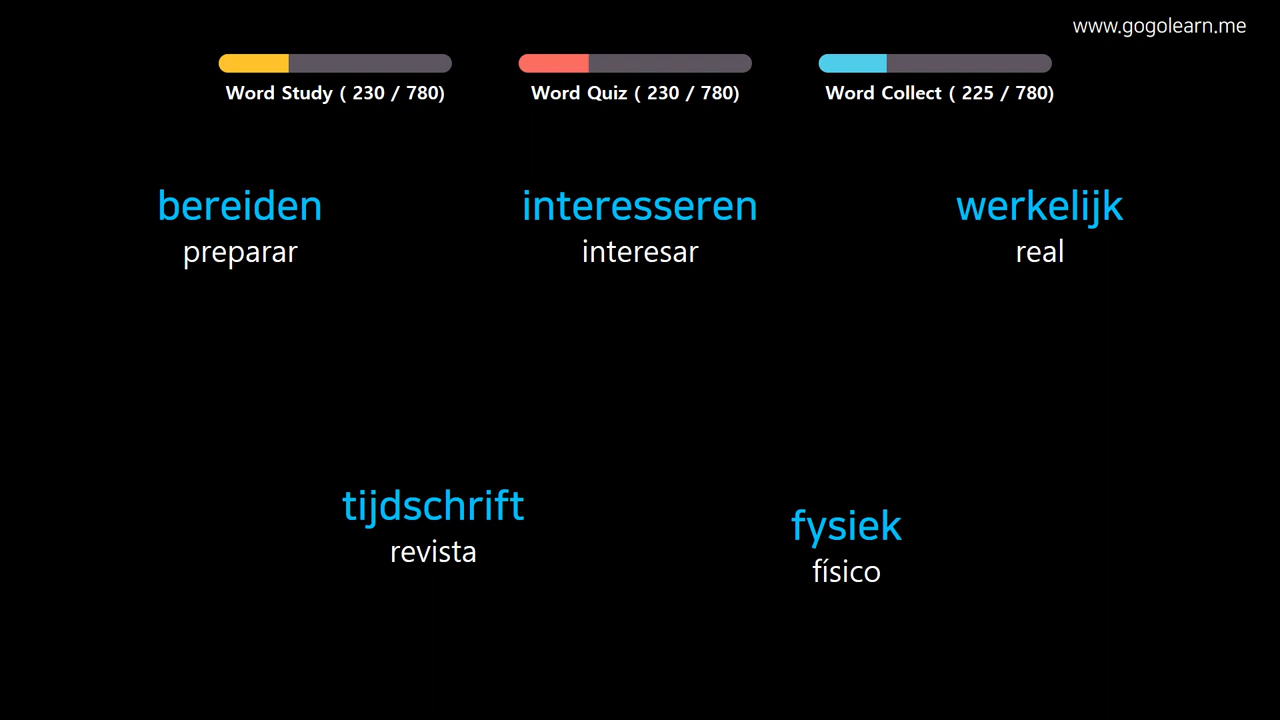 www.gogolearn.me
Word Study ( 230 / 780)
Word Quiz ( 230 / 780)
Word Collect ( 225 / 780)
bereiden
preparar
interesseren
interesar
werkelijk
real
tijdschrift
revista
fysiek
físico